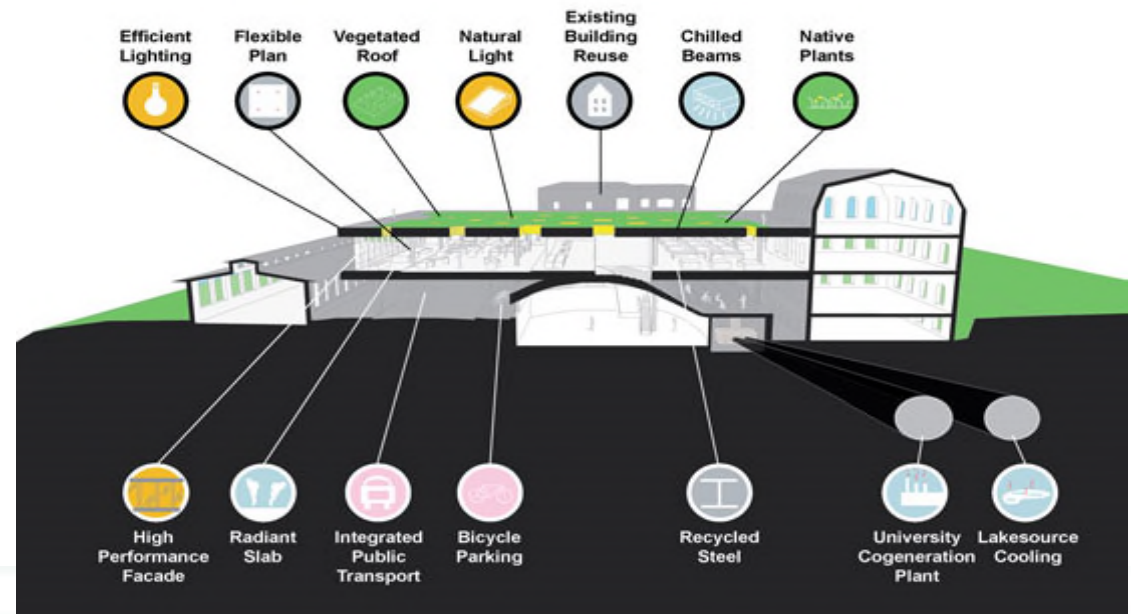 Efficient
Lighting
Flexible
Plan
Vegetated
Roof
Natural
Light
Existing
Building
Reuse
Chilled
Beams
Native
Plants
High
Performance
Facade
Radiant
Slab
Integrated
Public
Transport
Bicycle
Parking
Recycled
Steel
University
Cogeneration
Plant
Lakesource
Cooling